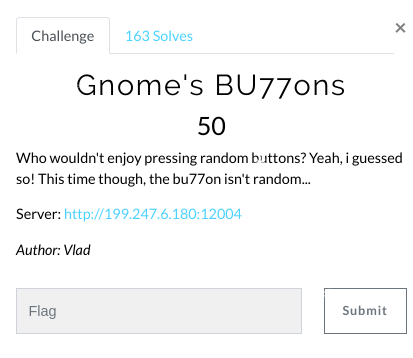 Challenge
163 Solves
×
Gnome's BU77ons
50
Who wouldn't enjoy pressing random buttons? Yeah, i guessed
so! This time though, the bu77on isn't random...
Server: http://199.247.6.180:12004
Author: Vlad
Flag
Submit